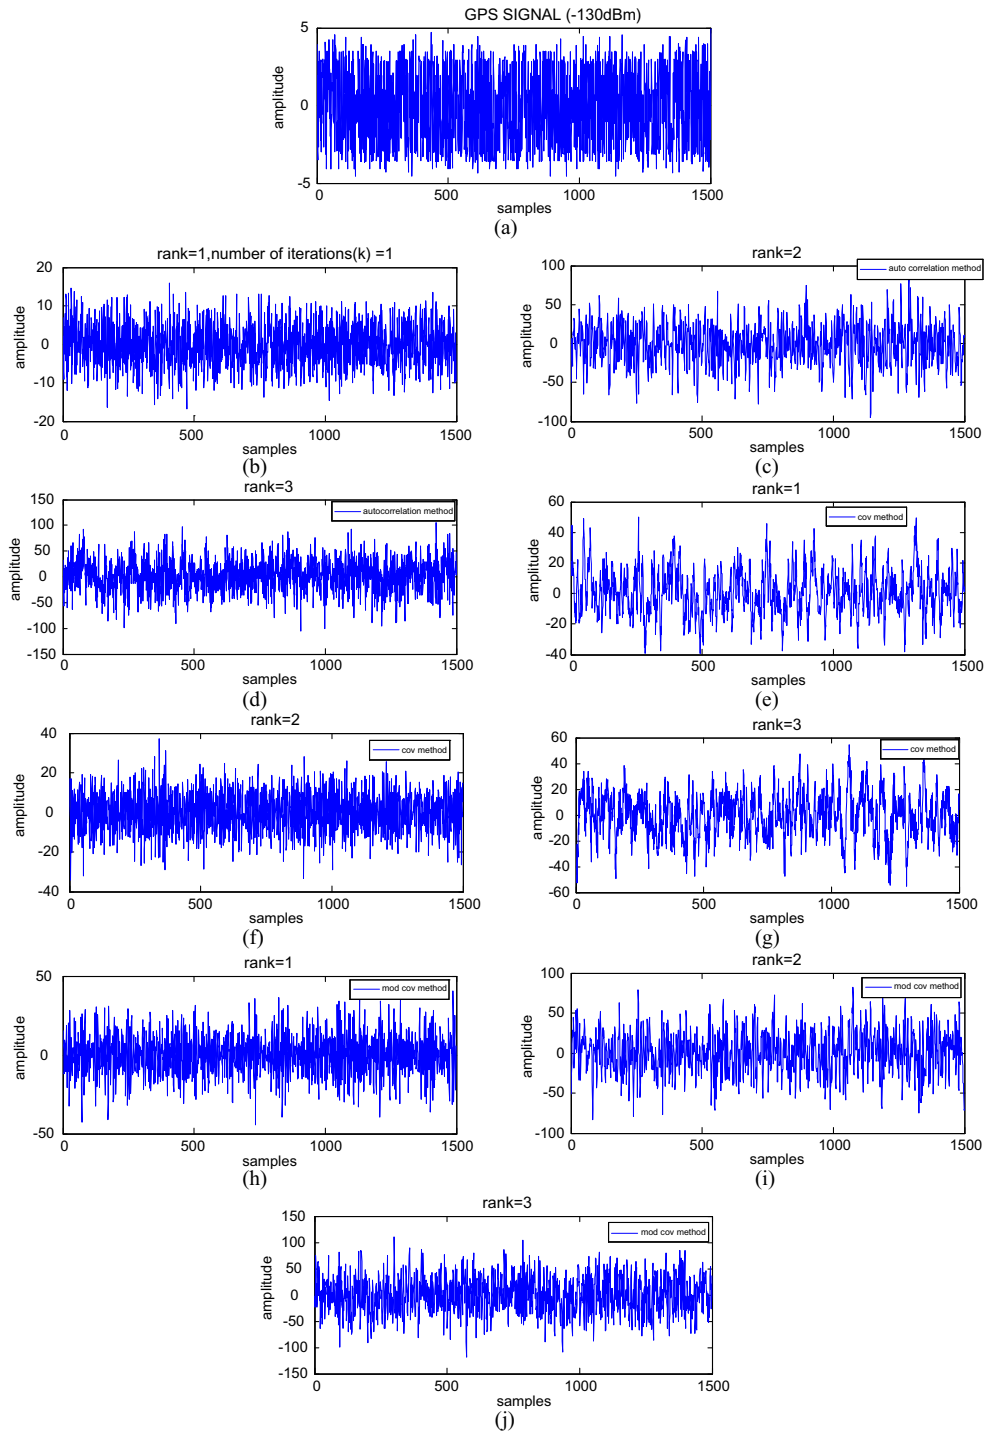 GPS SIGNAL (-130dBm)
5
0
-5
amplitude
0 500 1000 1500
samples
(a)
rank=1,number of iterstions(k) =1
20
10
0
-10
-20
amplitude
0 500 1000 1500
samples
(b)
rank=2
auto correlation method
100
50
0
-50
-100
amplitude
0 500 1000 1500
samples
(c)
rank=3
autocorrelation method
150
100
50
0
-50
-100
-150
amplitude
0 500 1000 1500
samples
(d)
rank=1
cov method
60
40
20
0
-20
-40
amplitude
0 500 1000 1500
samples
(e)
rank=2
cov method
40
20
0
-20
-40
amplitude
0 500 1000 1500
samples
(f)
rank=3
cov method
60
40
20
0
-20
-40
-60
amplitude
0 500 1000 1500
samples
(g)
rank=1
mod cov method
50
0
-50
amplitude
0 500 1000 1500
samples
(h)
rank=2
mod cov method
100
50
0
-50
-100
amplitude
0 500 1000 1500
samples
(i)
rank=3
mod cov method
150
100
50
0
-50
-100
-150
amplitude
0 500 1000 1500
samples
(j)